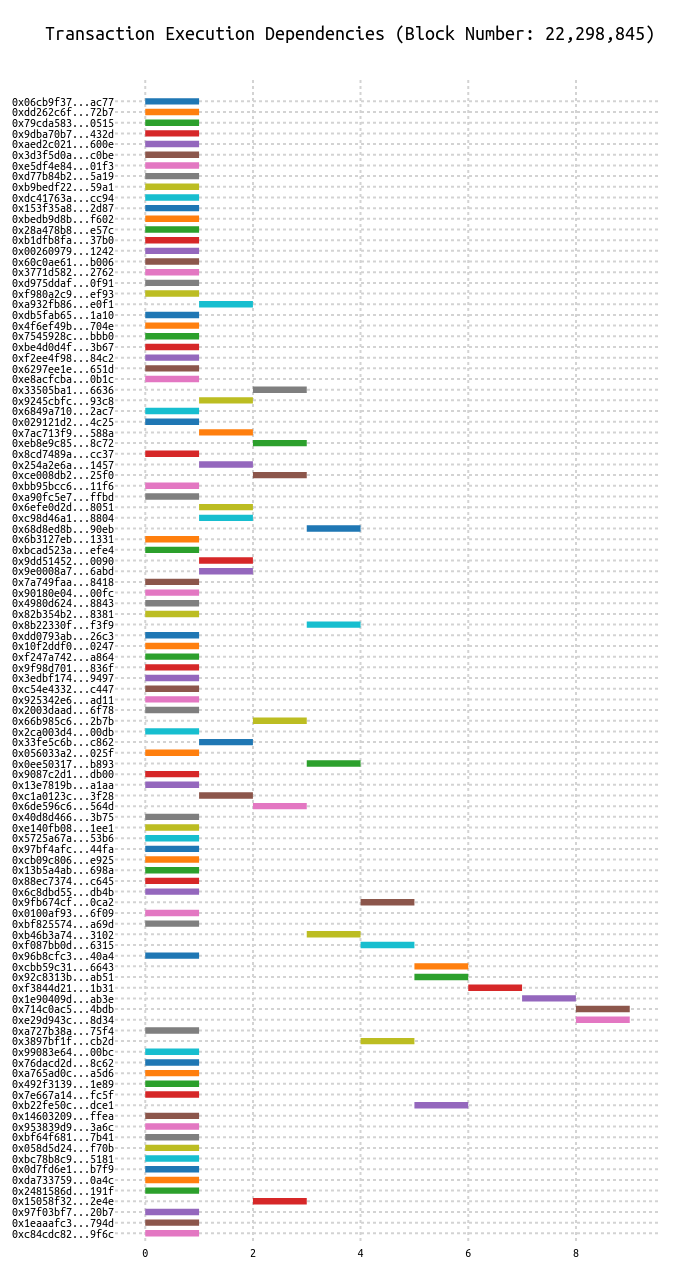 Transaction Execution Dependencies (Block Number: 22,298,845)
0x06cb9f37...ac77
0xdd262c6f...72b7
0x79cda583...0515
0x9dba70b7...432d
0xaed2c021...600e
0x3d3f5d0a...c0be
0xe5df4e84...01f3
0xd77b84b2...5a19
0xb9bedf22...59a1
0xdc41763a...cc94
0x153f35a8...2d87
0xbedb9d8b...f602
0x28a478b8...e57c
0xb1dfb8fa...37b0
0x00260979...1242
0x60c0ae61...b006
0x3771d582...2762
0xd975ddaf...0f91
0xf980a2c9...ef93
0xa932fb86...e0f1
0xdb5fab65...1a10
0x4f6ef49b...704e
0x7545928c...bbb0
0xbe4d0d4f...3b67
0xf2ee4f98...84c2
0x6297ee1e...651d
0xe8acfcba...0b1c
0x33505ba1...6636
0x9245cbfc...93c8
0x6849a710...2ac7
0x029121d2...4c25
0x7ac713f9...588a
0xeb8e9c85...8c72
0x8cd7489a...cc37
0x254a2e6a...1457
0xce008db2...25f0
0xbb95bcc6...11f6
0xa90fc5e7...ffbd
0x6efe0d2d...8051
0xc98d46a1...8804
0x68d8ed8b...90eb
0x6b3127eb...1331
0xbcad523a...efe4
0x9dd51452...0090
0x9e0008a7...6abd
0x7a749faa...8418
0x90180e04...00fc
0x4980d624...8843
0x82b354b2...8381
0x8b22330f...f3f9
0xdd0793ab...26c3
0x10f2ddf0...0247
0xf247a742...a864
0x9f98d701...836f
0x3edbf174...9497
0xc54e4332...c447
0x925342e6...ad11
0x2003daad...6f78
0x66b985c6...2b7b
0x2ca003d4...00db
0x33fe5c6b...c862
0x056033a2...025f
0x0ee50317...b893
0x9087c2d1...db00
0x13e7819b...a1aa
0xc1a0123c...3f28
0x6de596c6...564d
0x40d8d466...3b75
0xe140fb08...1ee1
0x5725a67a...53b6
0x97bf4afc...44fa
0xcb09c806...e925
0x13b5a4ab...698a
0x88ec7374...c645
0x6c8dbd55...db4b
0x9fb674cf...0ca2
0x0100af93...6f09
0xbf825574...a69d
0xb46b3a74...3102
0xf087bb0d...6315
0x96b8cfc3...40a4
0xcbb59c31...6643
0x92c8313b...ab51
0xf3844d21...1b31
0x1e90409d...ab3e
0x714c0ac5...4bdb
0xe29d943c...8d34
0xa727b38a...75f4
0x3897bf1f...cb2d
0x99083e64...00bc
0x76dacd2d...8c62
0xa765ad0c...a5d6
0x492f3139...1e89
0x7e667a14...fc5f
0xb22fe50c...dce1
0x14603209...ffea
0x953839d9...3a6c
0xbf64f681...7b41
0x058d5d24...f70b
0xbc78b8c9...5181
0x0d7fd6e1...b7f9
0xda733759...0a4c
0x2481586d...191f
0x15058f32...2e4e
0x97f03bf7...20b7
0x1eaaafc3...794d
0xc84cdc82...9f6c
0 2 4 6 8